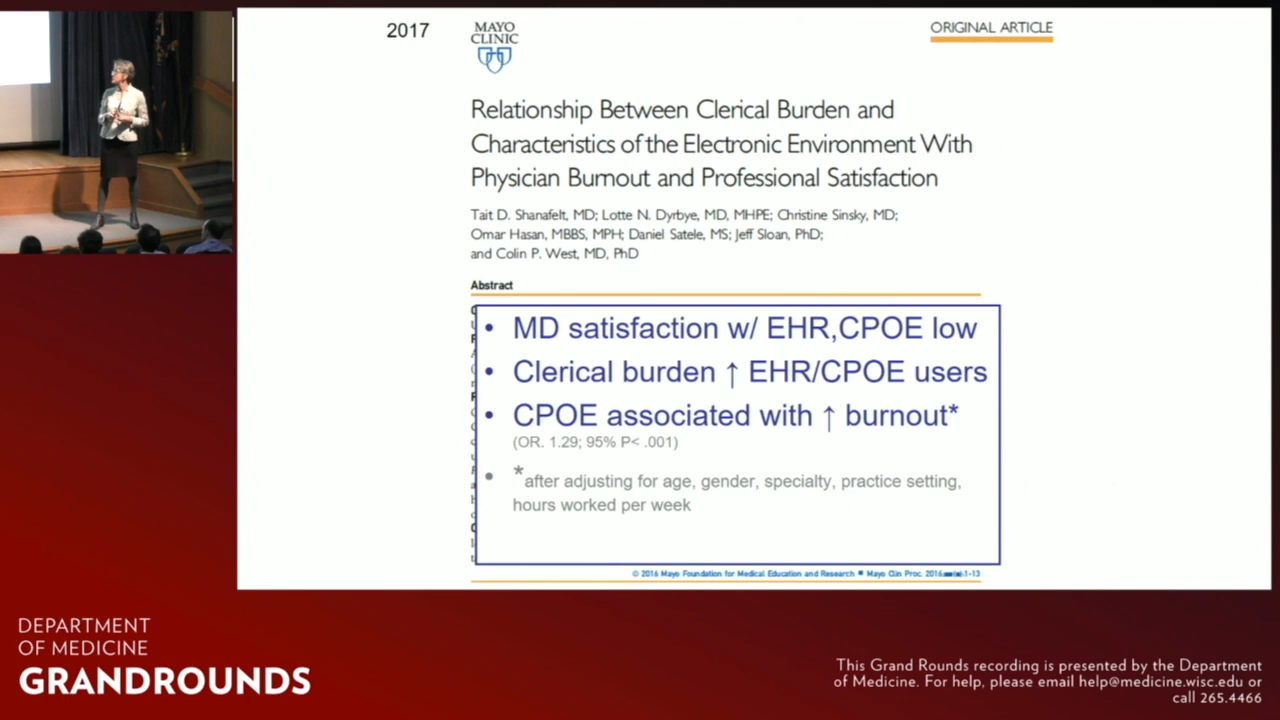 2017
MAYO
CLINIC
ORIGINAL ARTICLE
Relationship Between Clerical Burden and
Characteristics of the Electronic Environment With
Physician Burnout and Professional Satisfaction
Tait D. Shanafelt, MD; Lotte N. Dyrbye, MD, MHPE; Christine Sinsky, MD;
Omar Hasan, MBBS, MPH; Daniel Satele, MS; Jeff Sloan, PhD;
and Colin P. West, MD, PhD
Abstract
• MD satisfaction w/ EHR,CPOE low
• Clerical burden ↑ EHR/CPOE users
• CPOE associated with ↑ burnout*
(OR. 1.29; 95% P< .001)
• *after adjusting for age, gender, specialty, practice setting,
hours worked per week
© 2016 Mayo Foundation for Medical Education and Research ■ Mayo Clin Proc. 2016 1-13
DEPARTMENT
OF MEDICINE
GRANDROUNDS
This Grand Rounds recording is presented by the Department
of Medicine. For help, please email help@medicine.wisc.edu or
call 265.4466